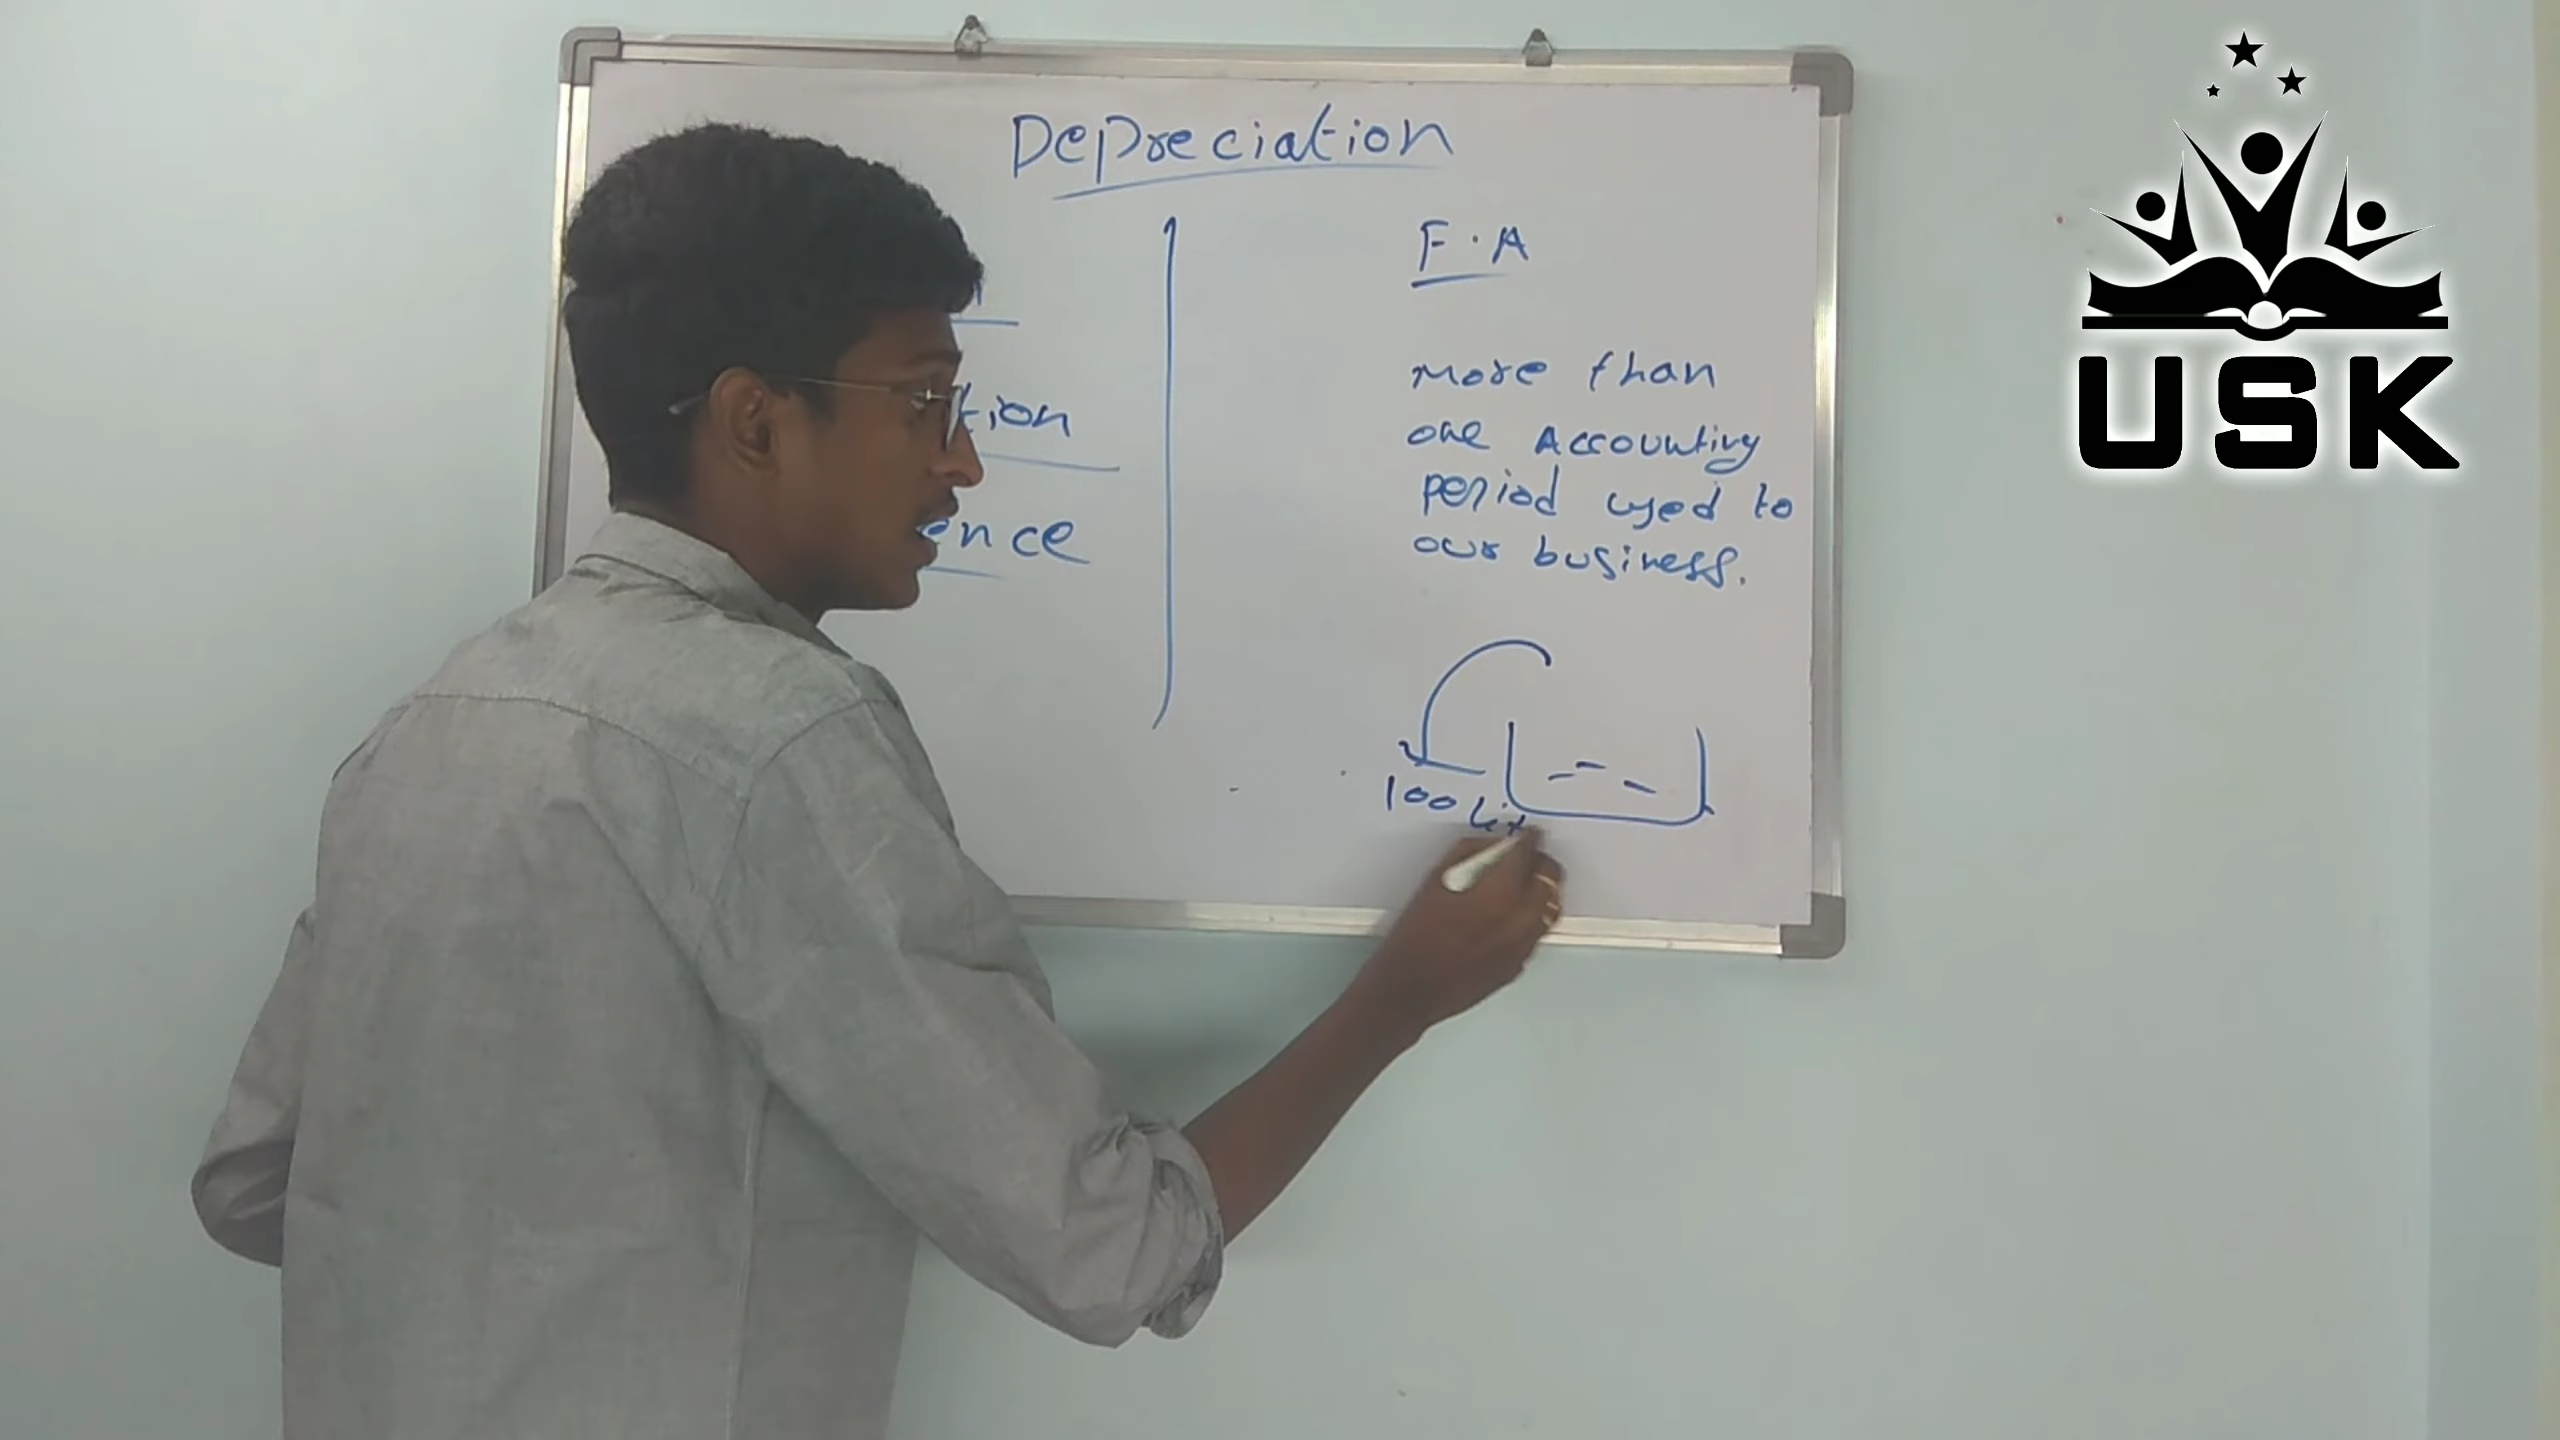 Depreciation
F.A
tion
ence
more than
one Accounting
period used to
our business.
100 Lit
USK